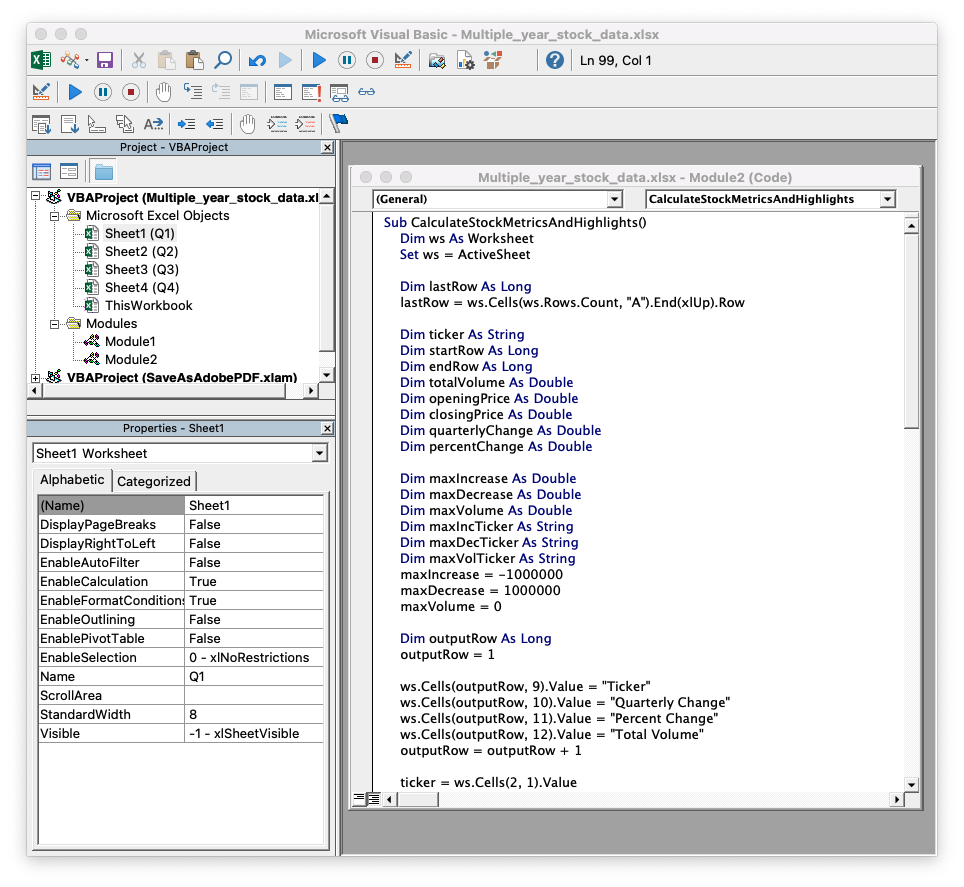 Microsoft Visual Basic - Multiple_year_stock_data.xlsx
Ln 99, Col 1
Project - VBAProject
VBAProject (Multiple_year_stock_data.xl
Microsoft Excel Objects
Sheet1 (Q1)
Sheet2 (Q2)
Sheet3 (Q3)
Sheet4 (Q4)
ThisWorkbook
Modules
Module1
Module2
VBAProject (SaveAsAdobePDF.xlam)
Properties - Sheet1
Sheet1 Worksheet
Alphabetic Categorized
(Name) Sheet1
DisplayPageBreaks False
DisplayRightToLeft False
EnableAutoFilter False
EnableCalculation True
EnableFormatConditions True
EnableOutlining False
EnablePivotTable False
EnableSelection 0 - xlNoRestrictions
Name Q1
ScrollArea
StandardWidth 8
Visible -1 - xlSheetVisible
Multiple_year_stock_data.xlsx - Module2 (Code)
(General) CalculateStockMetricsAndHighlights
Sub CalculateStockMetricsAndHighlights()
Dim ws As Worksheet
Set ws = ActiveSheet
Dim lastRow As Long
lastRow = ws.Cells(ws.Rows.Count, "A").End(xlUp).Row
Dim ticker As String
Dim startRow As Long
Dim endRow As Long
Dim totalVolume As Double
Dim openingPrice As Double
Dim closingPrice As Double
Dim quarterlyChange As Double
Dim percentChange As Double
Dim maxIncrease As Double
Dim maxDecrease As Double
Dim maxVolume As Double
Dim maxIncTicker As String
Dim maxDecTicker As String
Dim maxVolTicker As String
maxIncrease = -1000000
maxDecrease = 1000000
maxVolume = 0
Dim outputRow As Long
outputRow = 1
ws.Cells(outputRow, 9).Value = "Ticker"
ws.Cells(outputRow, 10).Value = "Quarterly Change"
ws.Cells(outputRow, 11).Value = "Percent Change"
ws.Cells(outputRow, 12).Value = "Total Volume"
outputRow = outputRow + 1
ticker = ws.Cells(2, 1).Value